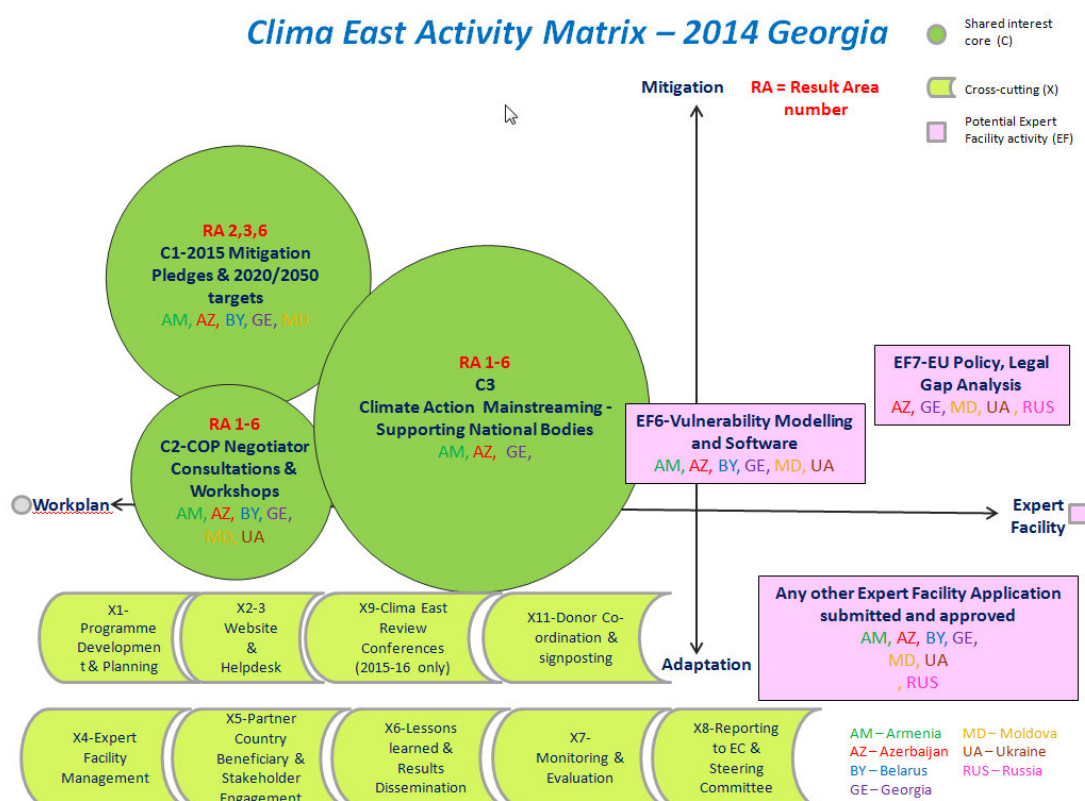 Clima East Activity Matrix – 2014 Georgia
Shared interest
core (C)
Cross-cutting (X)
Potential Expert
Facility activity (EF)
Mitigation
RA = Result Area
number
RA 2,3,6
C1-2015 Mitigation
Pledges & 2020/2050
targets
AM, AZ, BY, GE, MD
RA 1-6
C3
Climate Action Mainstreaming -
Supporting National Bodies
AM, AZ, GE,
RA 1-6
C2-COP Negotiator
Consultations &
Workshops
AM, AZ, BY, GE,
MD, UA
EF7-EU Policy, Legal
Gap Analysis
AZ, GE, MD, UA , RUS
EF6-Vulnerability Modelling
and Software
AM, AZ, BY, GE, MD, UA
Workplan
Expert
Facility
Any other Expert Facility Application
submitted and approved
AM, AZ, BY, GE,
MD, UA
, RUS
Adaptation
X1-
Programme
Developmen
t & Planning
X2-3
Website
&
Helpdesk
X9-Clima East
Review
Conferences
(2015-16 only)
X11-Donor Co-
ordination &
signposting
X4-Expert
Facility
Management
X5-Partner
Country
Beneficiary &
Stakeholder
Engagement
X6-Lessons
learned &
Results
Dissemination
X7-
Monitoring &
Evaluation
X8-Reporting
to EC &
Steering
Committee
AM – Armenia
AZ – Azerbaijan
BY – Belarus
GE – Georgia
MD – Moldova
UA – Ukraine
RUS – Russia